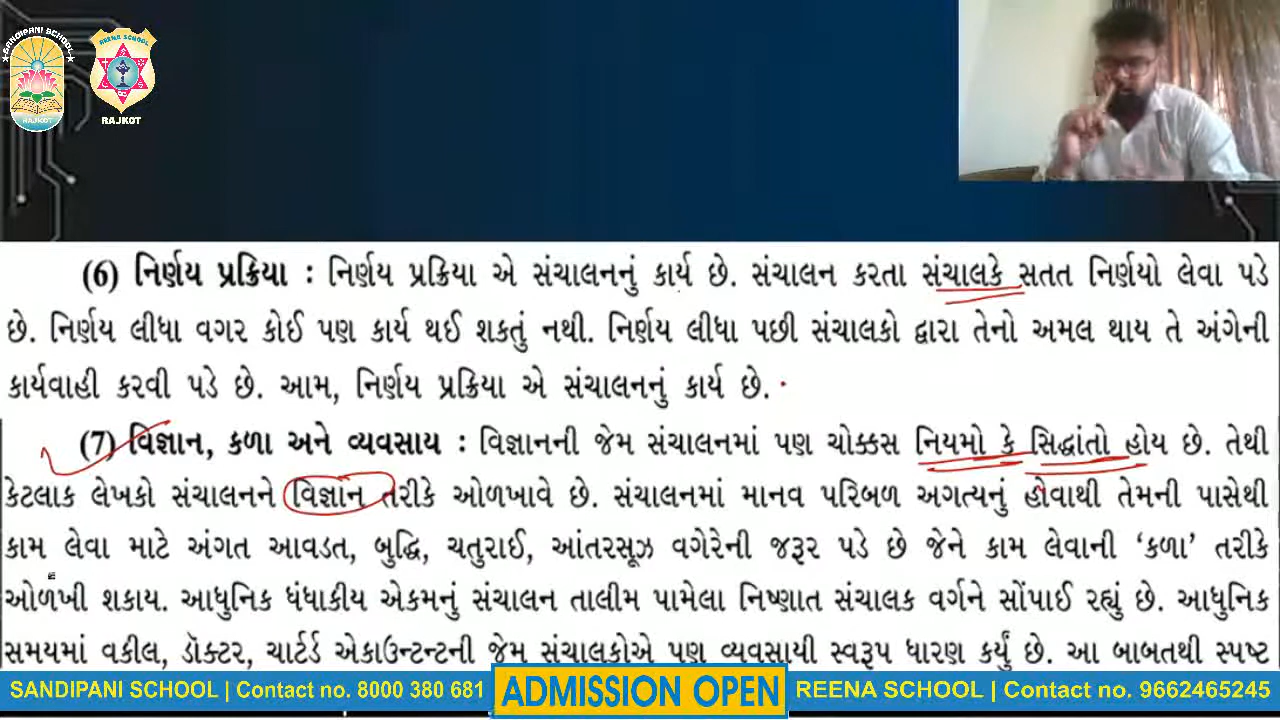 SANDIPANI SCHOOL
RAJKOT
REENA SCHOOL
RAJKOT
(6) નિર્ણય પ્રક્રિયા : નિર્ણય પ્રક્રિયા એ સંચાલનનું કાર્ય છે. સંચાલન કરતા સંચાલકે સતત નિર્ણયો લેવા પડે
છે. નિર્ણય લીધા વગર કોઈ પણ કાર્ય થઈ શકતું નથી. નિર્ણય લીધા પછી સંચાલકો દ્વારા તેનો અમલ થાય તે અંગેની
કાર્યવાહી કરવી પડે છે. આમ, નિર્ણય પ્રક્રિયા એ સંચાલનનું કાર્ય છે.
(7) વિજ્ઞાન, કળા અને વ્યવસાય : વિજ્ઞાનની જેમ સંચાલનમાં પણ ચોક્કસ નિયમો કે સિદ્ધાંતો હોય છે. તેથી
કેટલાક લેખકો સંચાલનને વિજ્ઞાન તરીકે ઓળખાવે છે. સંચાલનમાં માનવ પરિબળ અગત્યનું હોવાથી તેમની પાસેથી
કામ લેવા માટે અંગત આવડત, બુદ્ધિ, ચતુરાઈ, આંતરસૂઝ વગેરેની જરૂર પડે છે જેને કામ લેવાની ‘કળા’ તરીકે
ઓળખી શકાય. આધુનિક ધંધાકીય એકમનું સંચાલન તાલીમ પામેલા નિષ્ણાત સંચાલક વર્ગને સોંપાઈ રહ્યું છે. આધુનિક
સમયમાં વકીલ, ડૉક્ટર, ચાર્ટર્ડ એકાઉન્ટન્ટની જેમ સંચાલકોએ પણ વ્યવસાયી સ્વરૂપ ધારણ કર્યું છે. આ બાબતથી સ્પષ્ટ
SANDIPANI SCHOOL | Contact no. 8000 380 681 ADMISSION OPEN REENA SCHOOL | Contact no. 9662465245